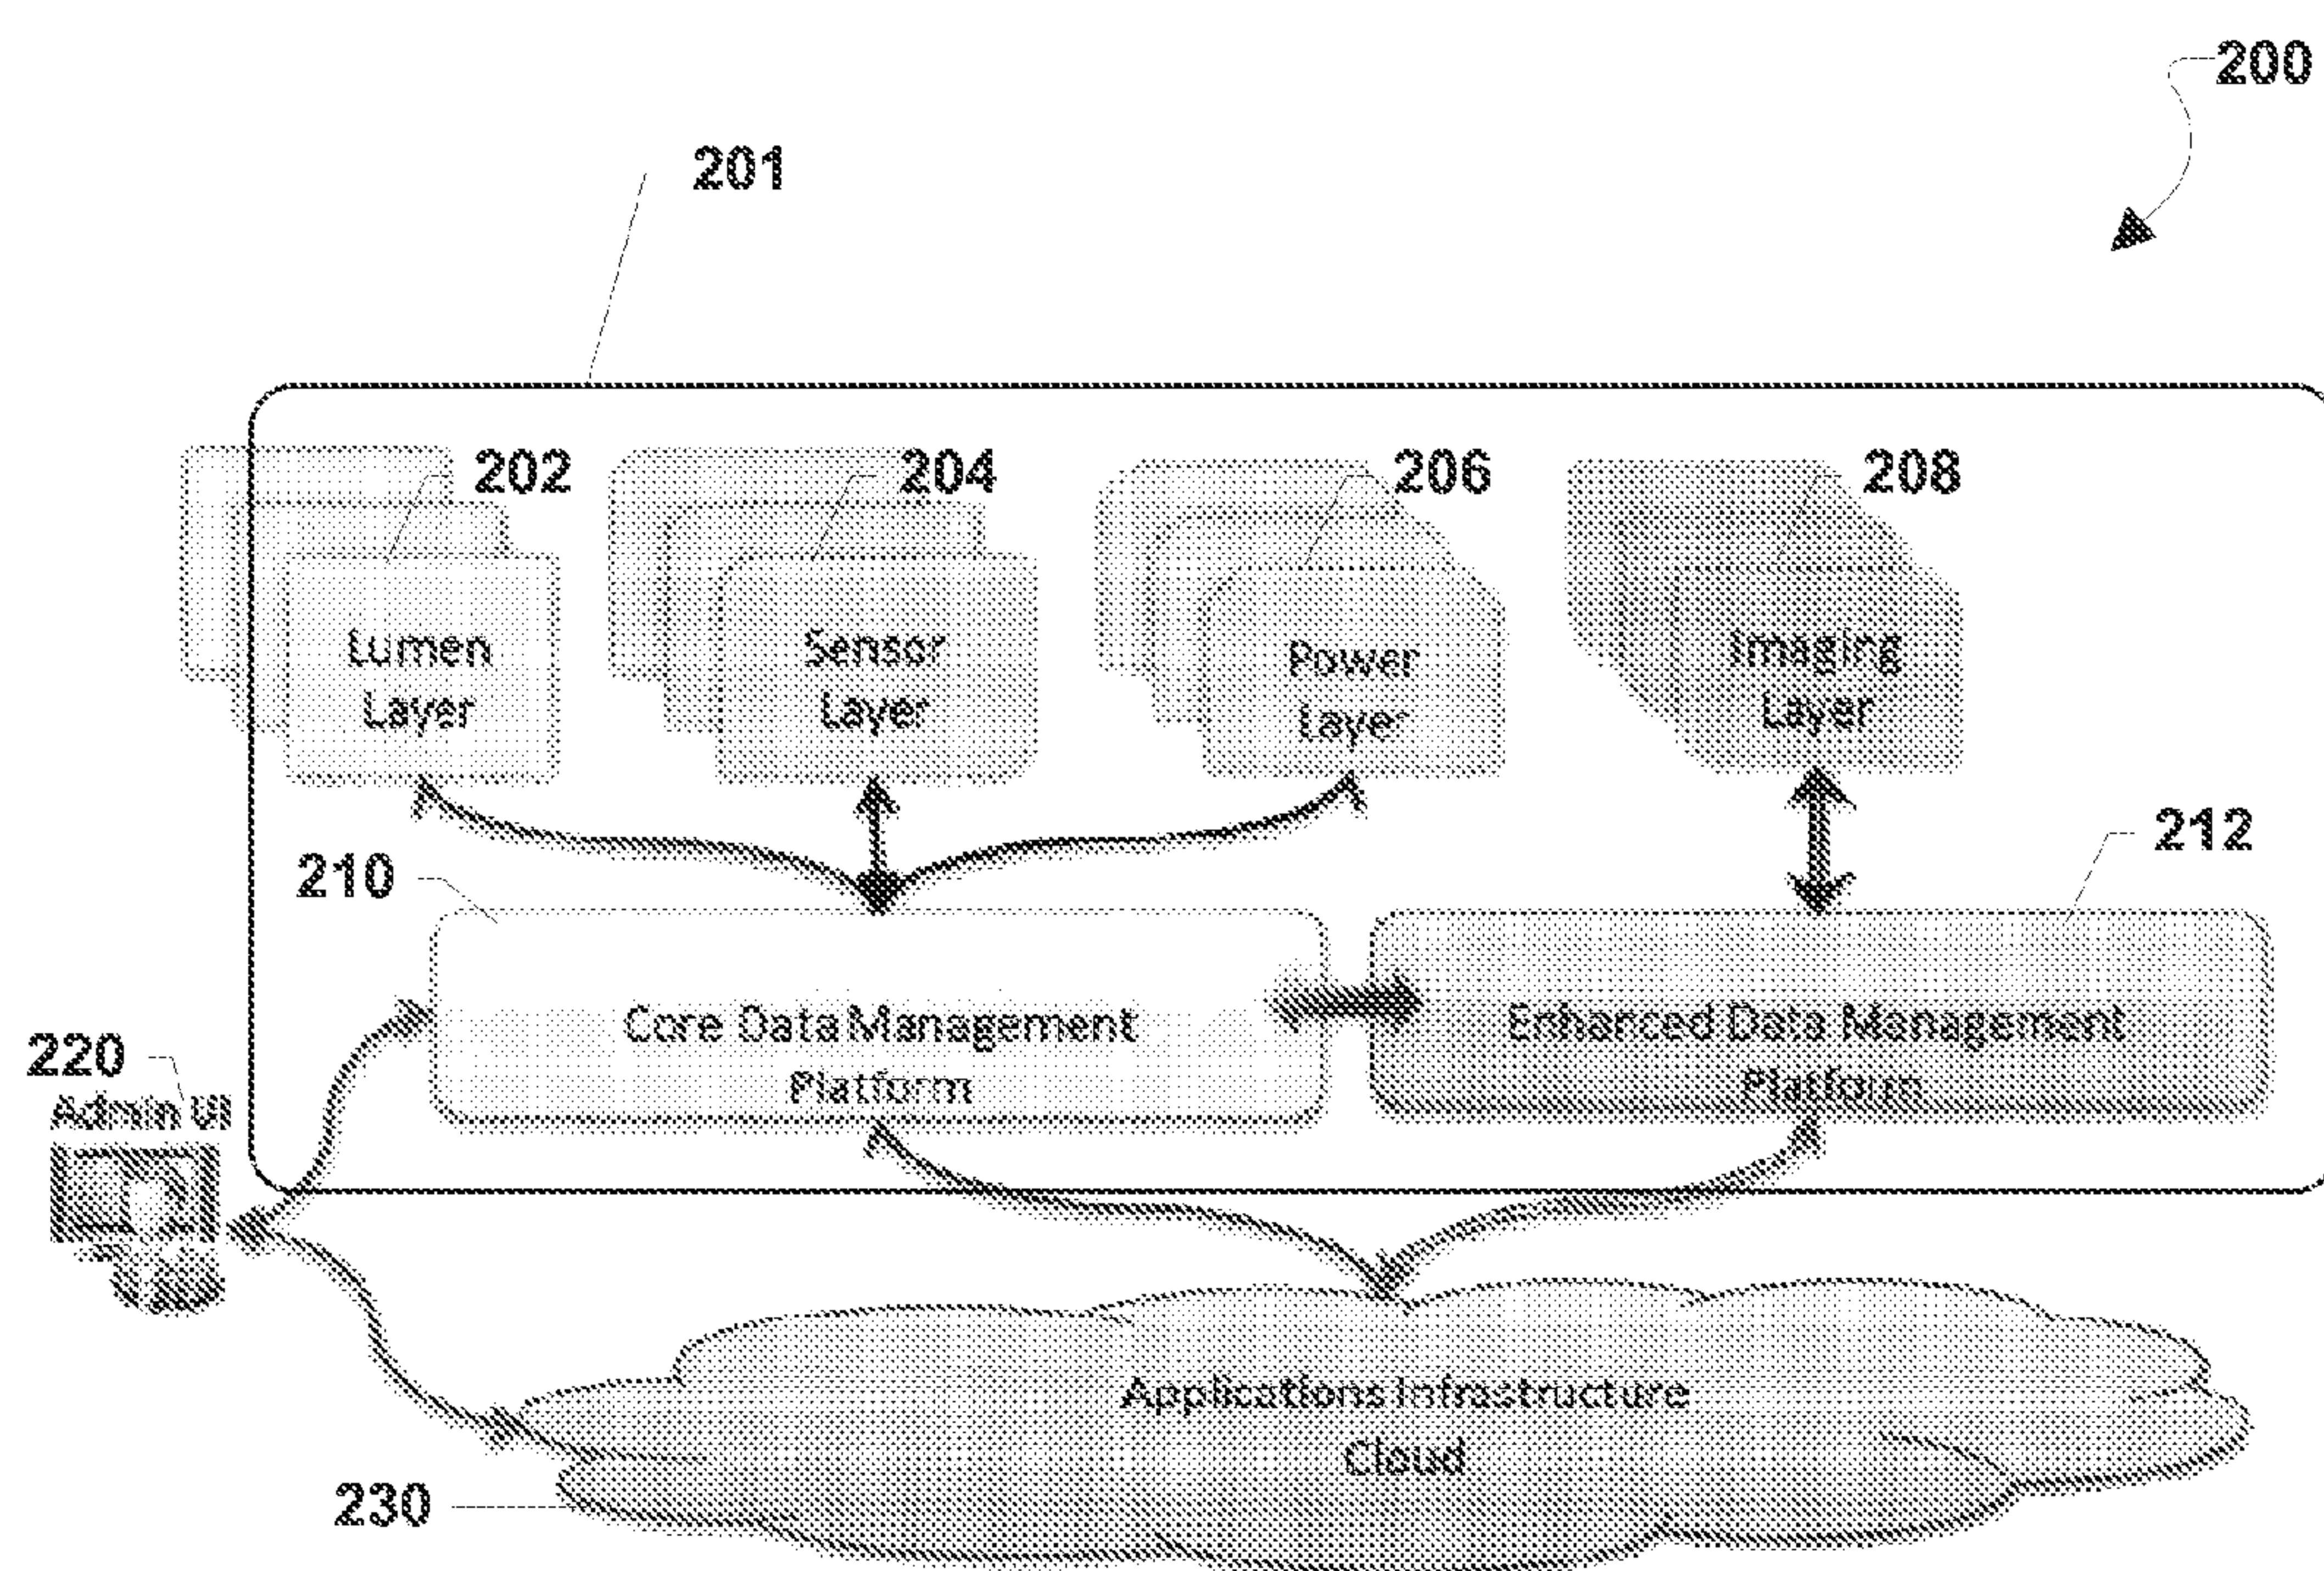 200
201
202
204
206
208
Lumen
Layer
Sensor
Layer
Power
Layer
Imaging
Layer
210
212
Core Data Management
Platform
Enhanced Data Management
Platform
220
Admin UI
Applications Infrastructure
Cloud
230